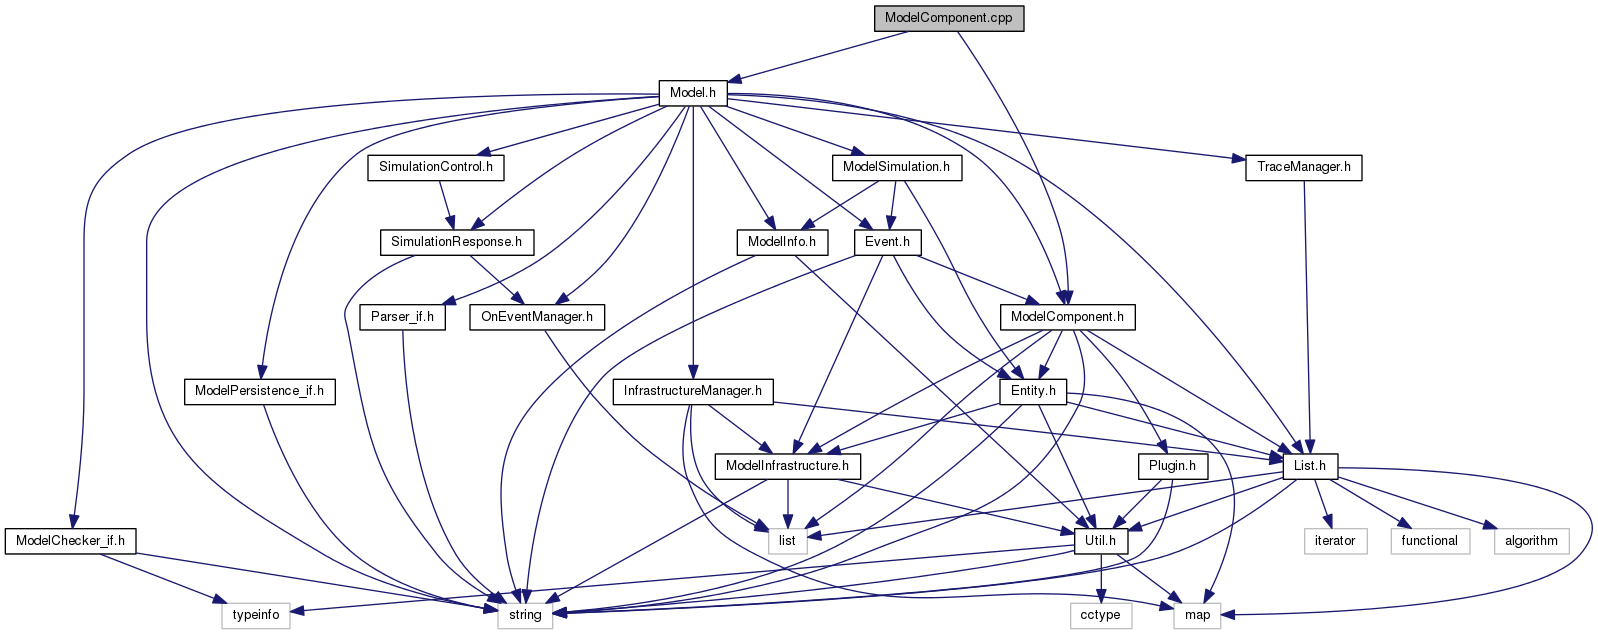 ModelComponent.cpp
Model.h
SimulationControl.h
ModelSimulation.h
TraceManager.h
SimulationResponse.h
ModelInfo.h
Event.h
Parser_if.h
OnEventManager.h
ModelComponent.h
ModelPersistence_if.h
InfrastructureManager.h
Entity.h
ModelInfrastructure.h
Plugin.h
List.h
ModelChecker_if.h
list
Util.h
iterator
functional
algorithm
typeinfo
string
cctype
map